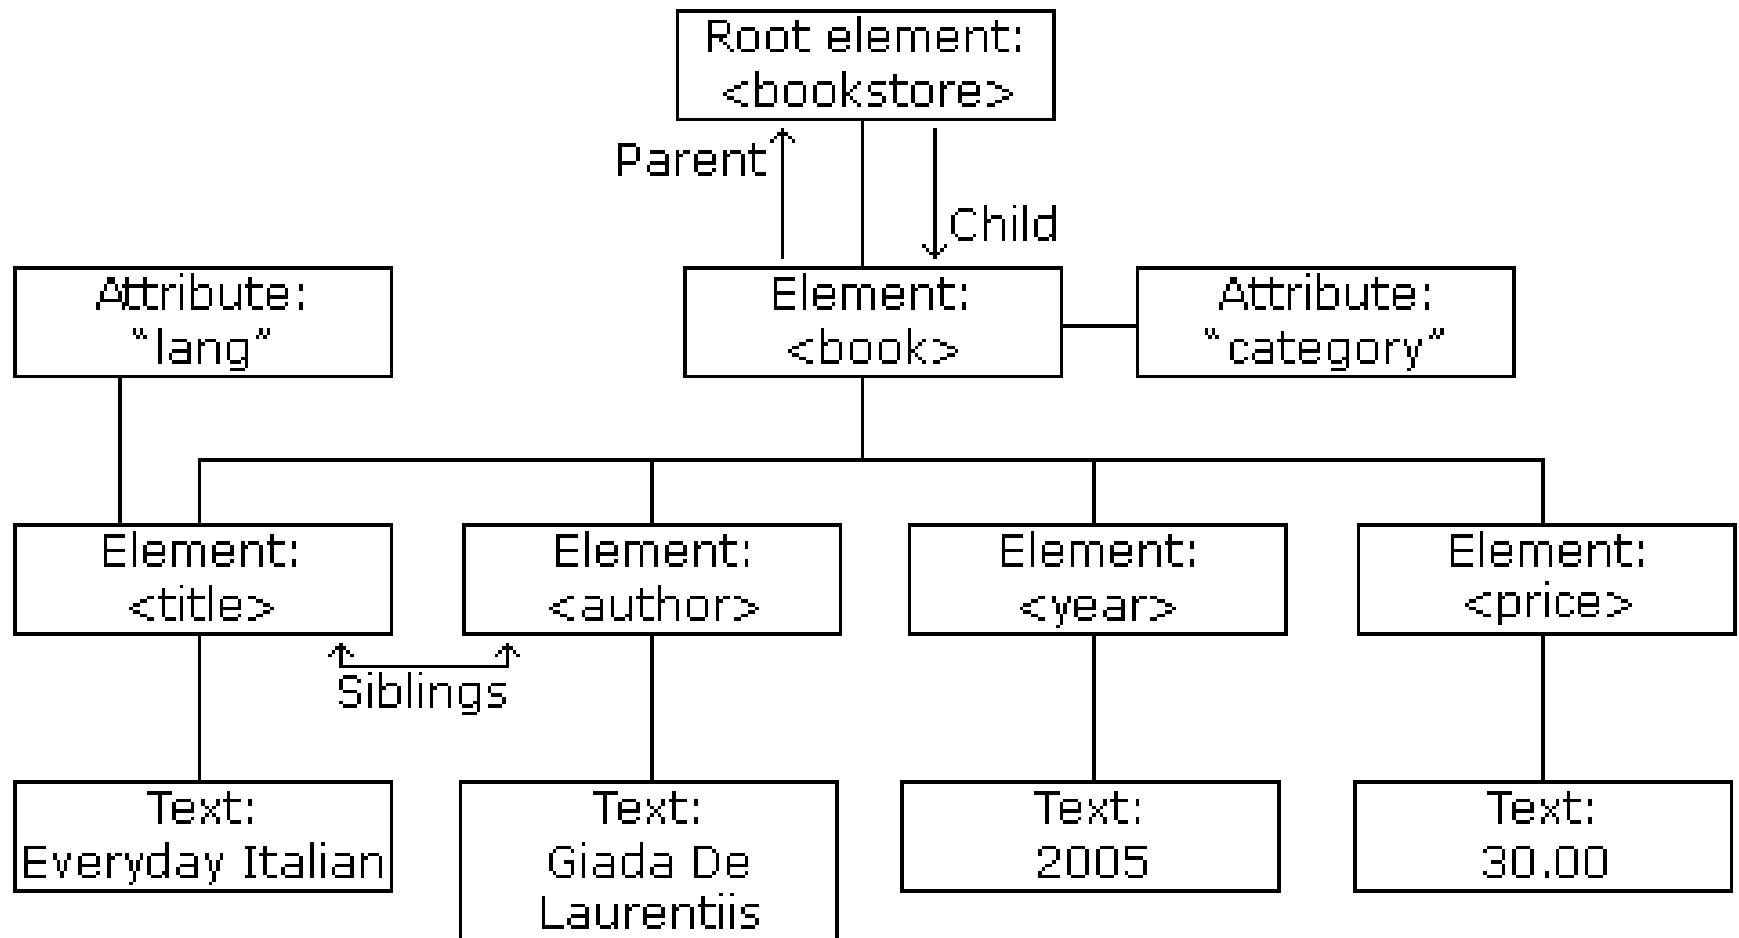 Root element:
<bookstore>
Parent
Child
Attribute:
“lang”
Element:
<book>
Attribute:
“category”
Element:
<title>
Element:
<author>
Element:
<year>
Element:
<price>
Siblings
Text:
Everyday Italian
Text:
Giada De
Laurentiis
Text:
2005
Text:
30.00